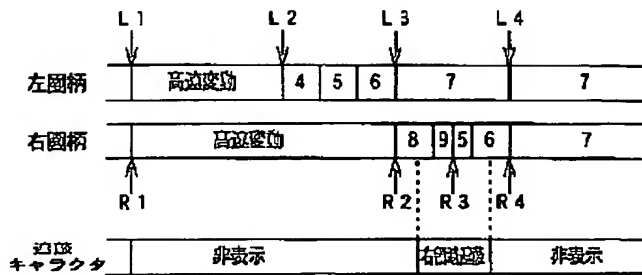 L1 L2 L3 L4
左図柄 高速変動 4 5 6 7 7
右図柄 高速変動 8 9 5 6 7
R1 R2 R3 R4
キャラクタ 非表示 非表示